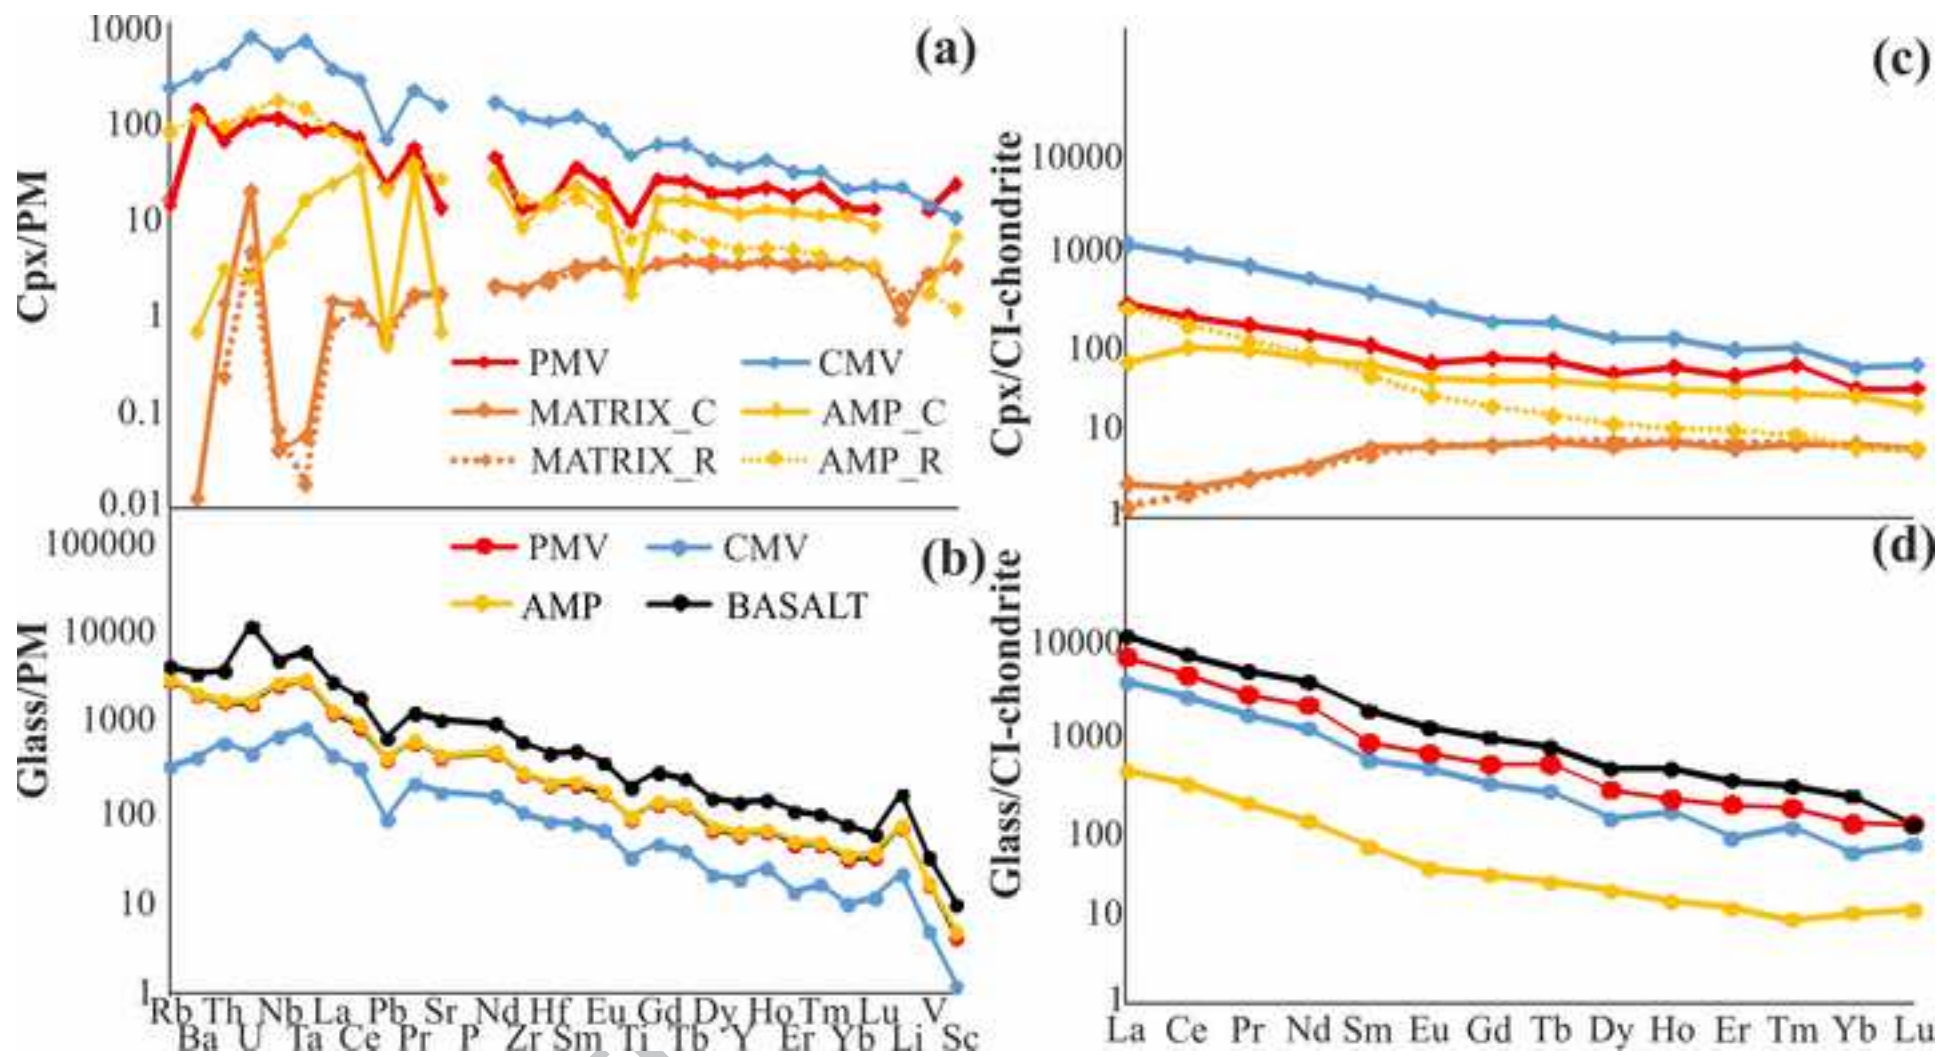 (a)
Cpx/PM
1000
100
10
1
0.1
0.01
PMV
CMV
MATRIX_C
AMP_C
MATRIX_R
AMP_R
(c)
Cpx/CI-chondrite
10000
1000
100
10
1
(b)
Glass/PM
100000
10000
1000
100
10
1
PMV
CMV
AMP
BASALT
Rb Th Nb La Pb Sr Nd Hf Eu Gd Dy Ho Tm Lu V
Ba U Ta Ce Pr P Zr Sm Ti Tb Y Er Yb Li Sc
(d)
Glass/CI-chondrite
10000
1000
100
10
1
La Ce Pr Nd Sm Eu Gd Tb Dy Ho Er Tm Yb Lu